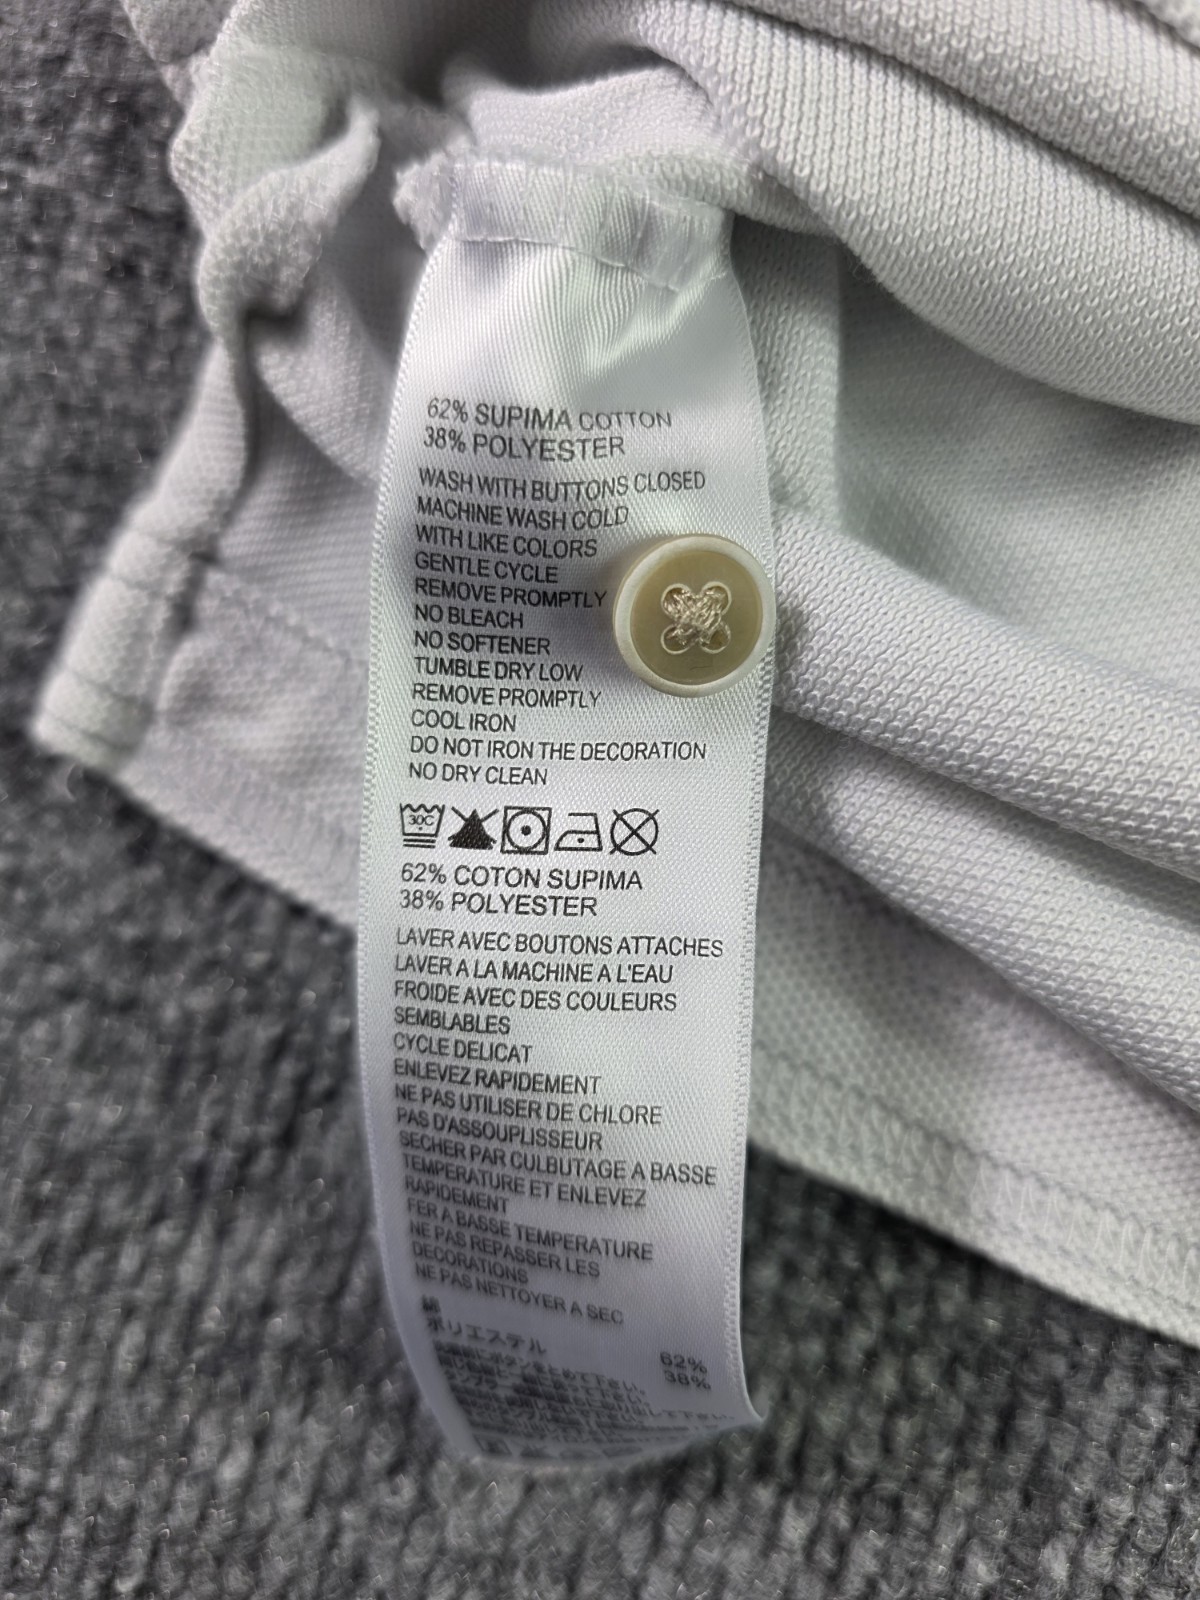 62% SUPIMA COTTON
38% POLYESTER
WASH WITH BUTTONS CLOSED
MACHINE WASH COLD
WITH LIKE COLORS
GENTLE CYCLE
REMOVE PROMPTLY
NO BLEACH
NO SOFTENER
TUMBLE DRY LOW
REMOVE PROMPTLY
COOL IRON
DO NOT IRON THE DECORATION
NO DRY CLEAN
30C
62% COTON SUPIMA
38% POLYESTER
LAVER AVEC BOUTONS ATTACHES
LAVER A LA MACHINE A L'EAU
FROIDE AVEC DES COULEURS
SEMBLABLES
CYCLE DELICAT
ENLEVEZ RAPIDEMENT
NE PAS UTILISER DE CHLORE
PAS D'ASSOUPLISSEUR
SECHER PAR CULBUTAGE A BASSE
TEMPERATURE ET ENLEVEZ
RAPIDEMENT
FER A BASSE TEMPERATURE
NE PAS REPASSER LES
DECORATIONS
NE PAS NETTOYER A SEC
綿 62%
ポリエステル 38%